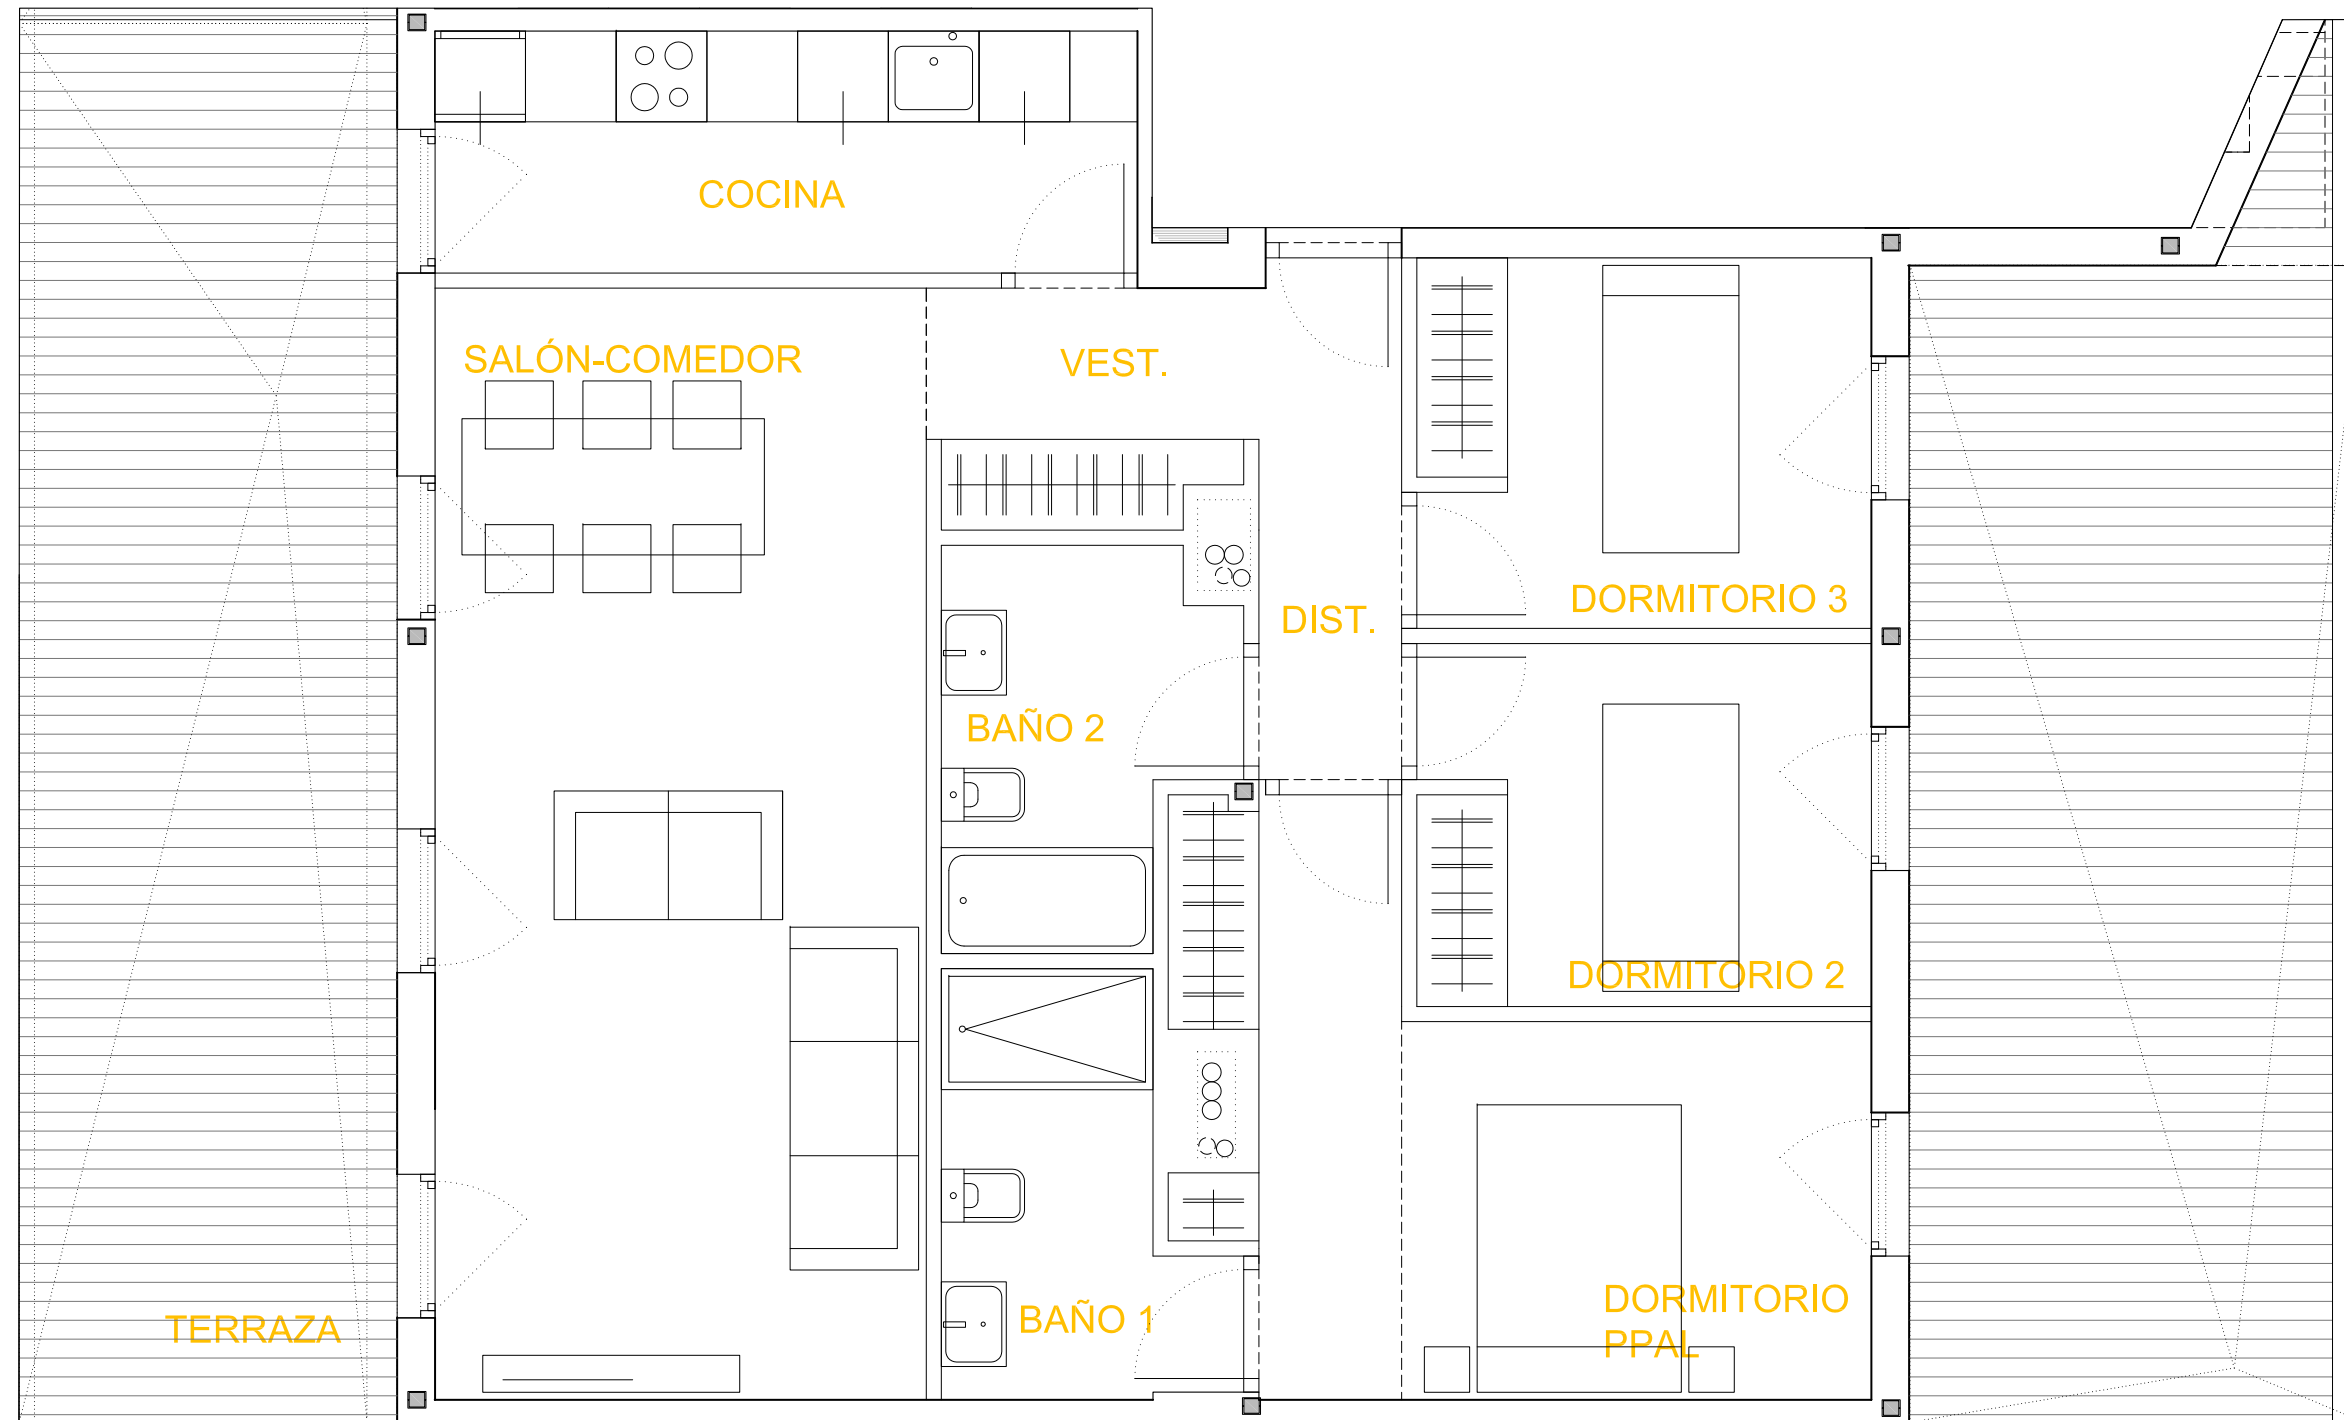 COCINA
SALÓN-COMEDOR
VEST.
DORMITORIO 3
DIST.
BAÑO 2
DORMITORIO 2
DORMITORIO
PPAL
BAÑO 1
TERRAZA